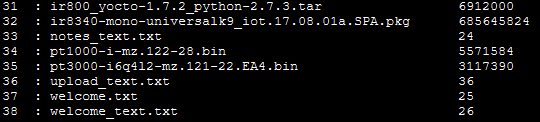 31 : ir800_yocto-1.7.2_python-2.7.3.tar 6912000
32 : ir8340-mono-universalk9_iot.17.08.01a.SPA.pkg 685645824
33 : notes_text.txt 24
34 : pt1000-i-mz.122-28.bin 5571584
35 : pt3000-i6q4l2-mz.121-22.EA4.bin 3117390
36 : upload_text.txt 36
37 : welcome.txt 25
38 : welcome_text.txt 26